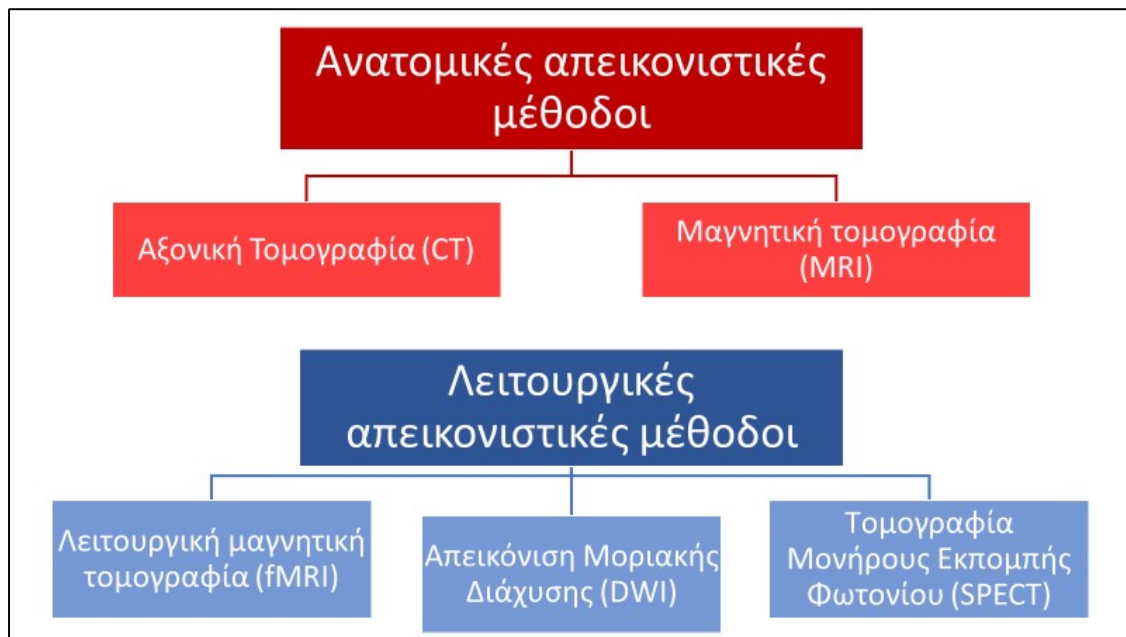 Ανατομικές απεικονιστικές
μέθοδοι
Αξονική Τομογραφία (CT)
Μαγνητική τομογραφία
(MRI)
Λειτουργικές
απεικονιστικές μέθοδοι
Λειτουργική μαγνητική
τομογραφία (fMRI)
Απεικόνιση Μοριακής
Διάχυσης (DWI)
Τομογραφία
Μονήρους Εκπομπής
Φωτονίου (SPECT)